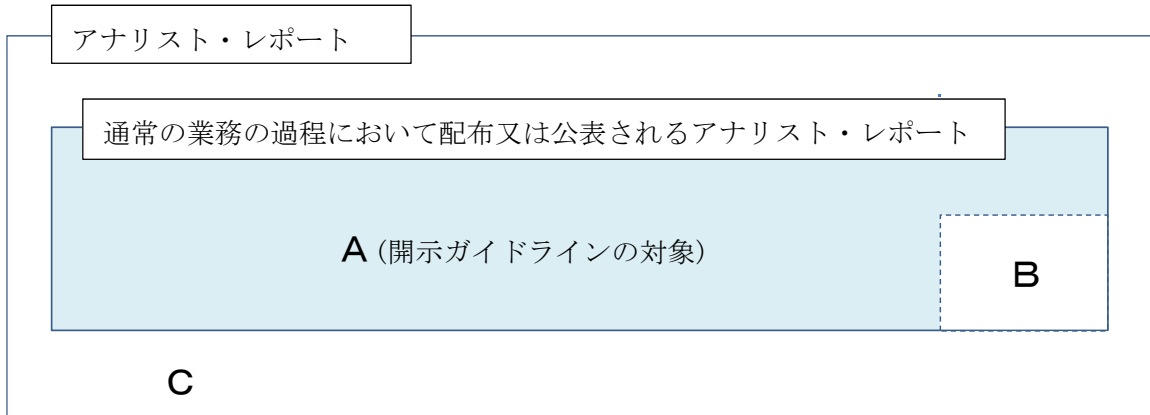 アナリスト・レポート
通常の業務の過程において配布又は公表されるアナリスト・レポート
A (開示ガイドラインの対象)
B
C